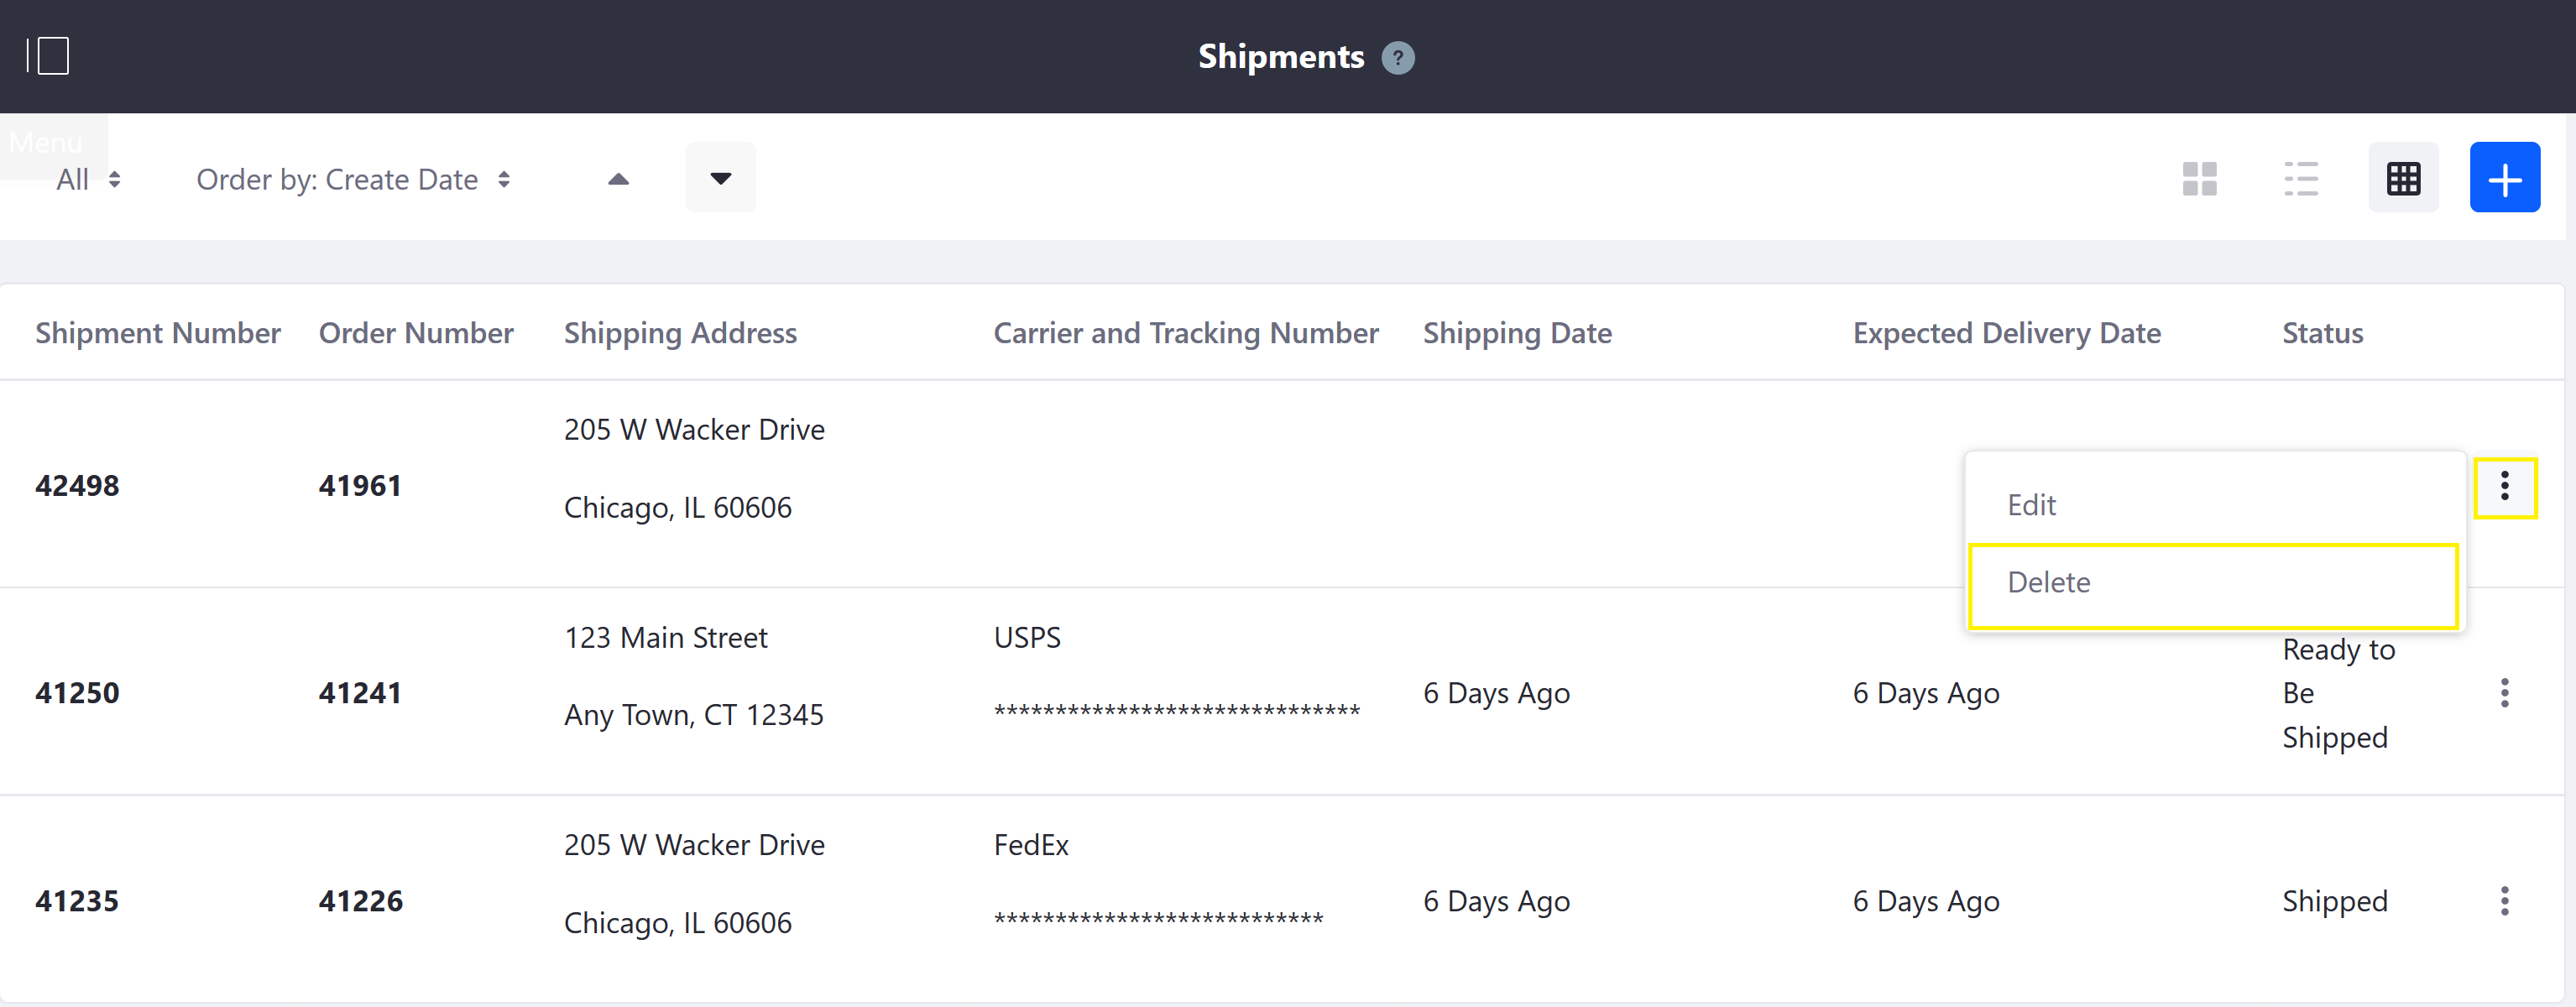 Shipments ?
Menu
All Order by: Create Date
Shipment Number Order Number Shipping Address Carrier and Tracking Number Shipping Date Expected Delivery Date Status
205 W Wacker Drive
42498 41961
Chicago, IL 60606
Edit
Delete
123 Main Street USPS
41250 41241
Any Town, CT 12345 ******************************
6 Days Ago 6 Days Ago
Ready to
Be
Shipped
205 W Wacker Drive FedEx
41235 41226
Chicago, IL 60606 ***************************
6 Days Ago 6 Days Ago Shipped